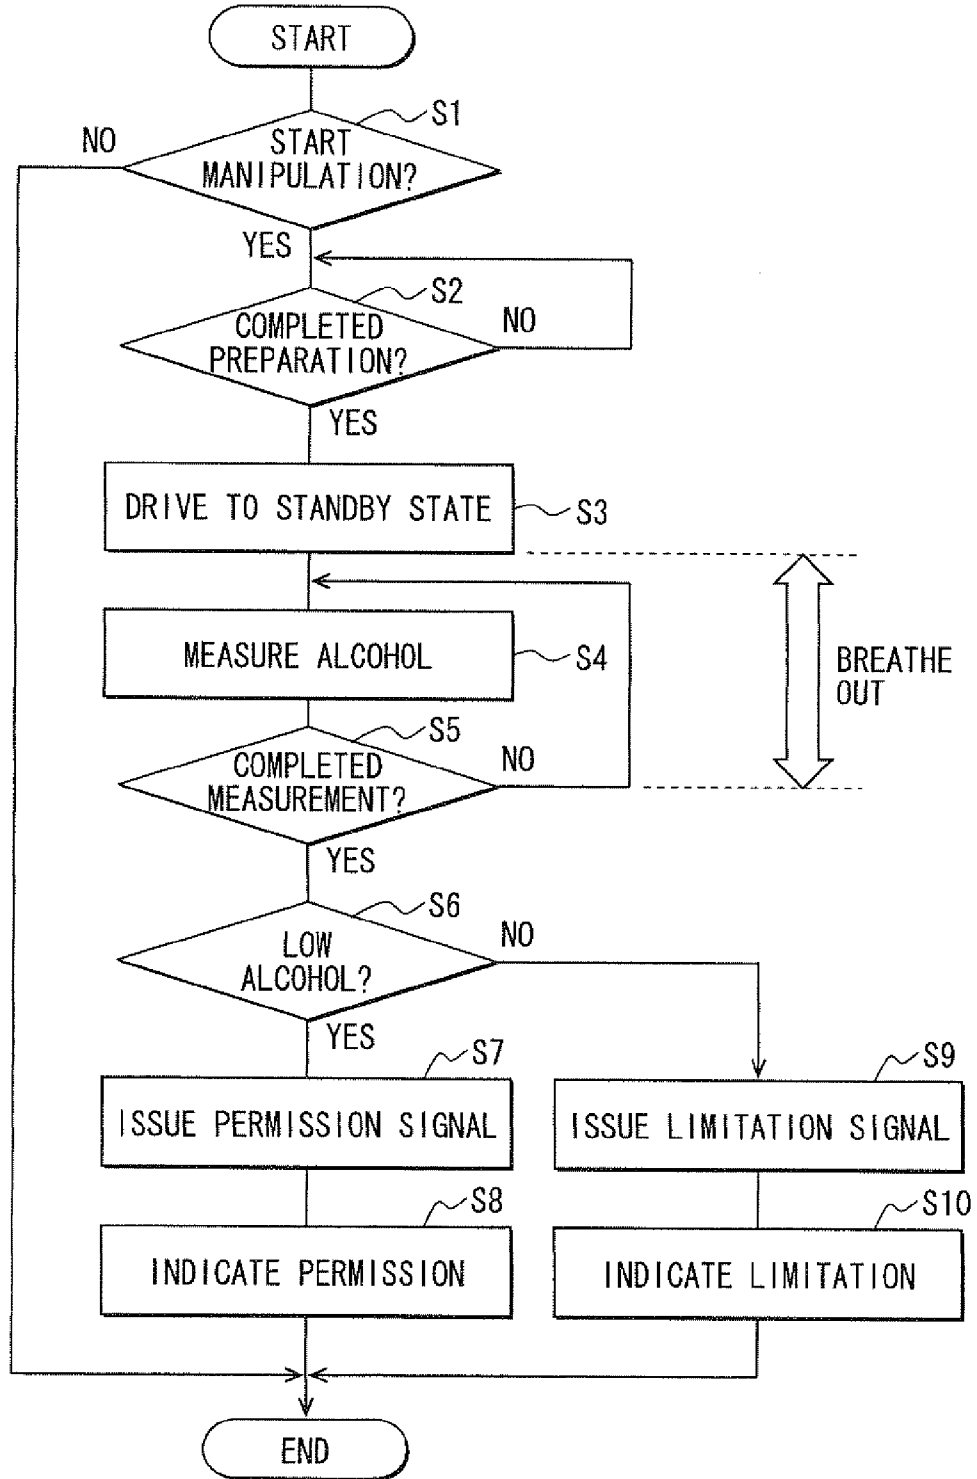 START
S1
NO
START
MANIPULATION?
YES
S2
COMPLETED
PREPARATION?
NO
YES
DRIVE TO STANDBY STATE
S3
MEASURE ALCOHOL
S4
BREATHE
OUT
S5
COMPLETED
MEASUREMENT?
NO
YES
S6
LOW
ALCOHOL?
NO
YES
S7
ISSUE PERMISSION SIGNAL
S9
ISSUE LIMITATION SIGNAL
S8
INDICATE PERMISSION
S10
INDICATE LIMITATION
END